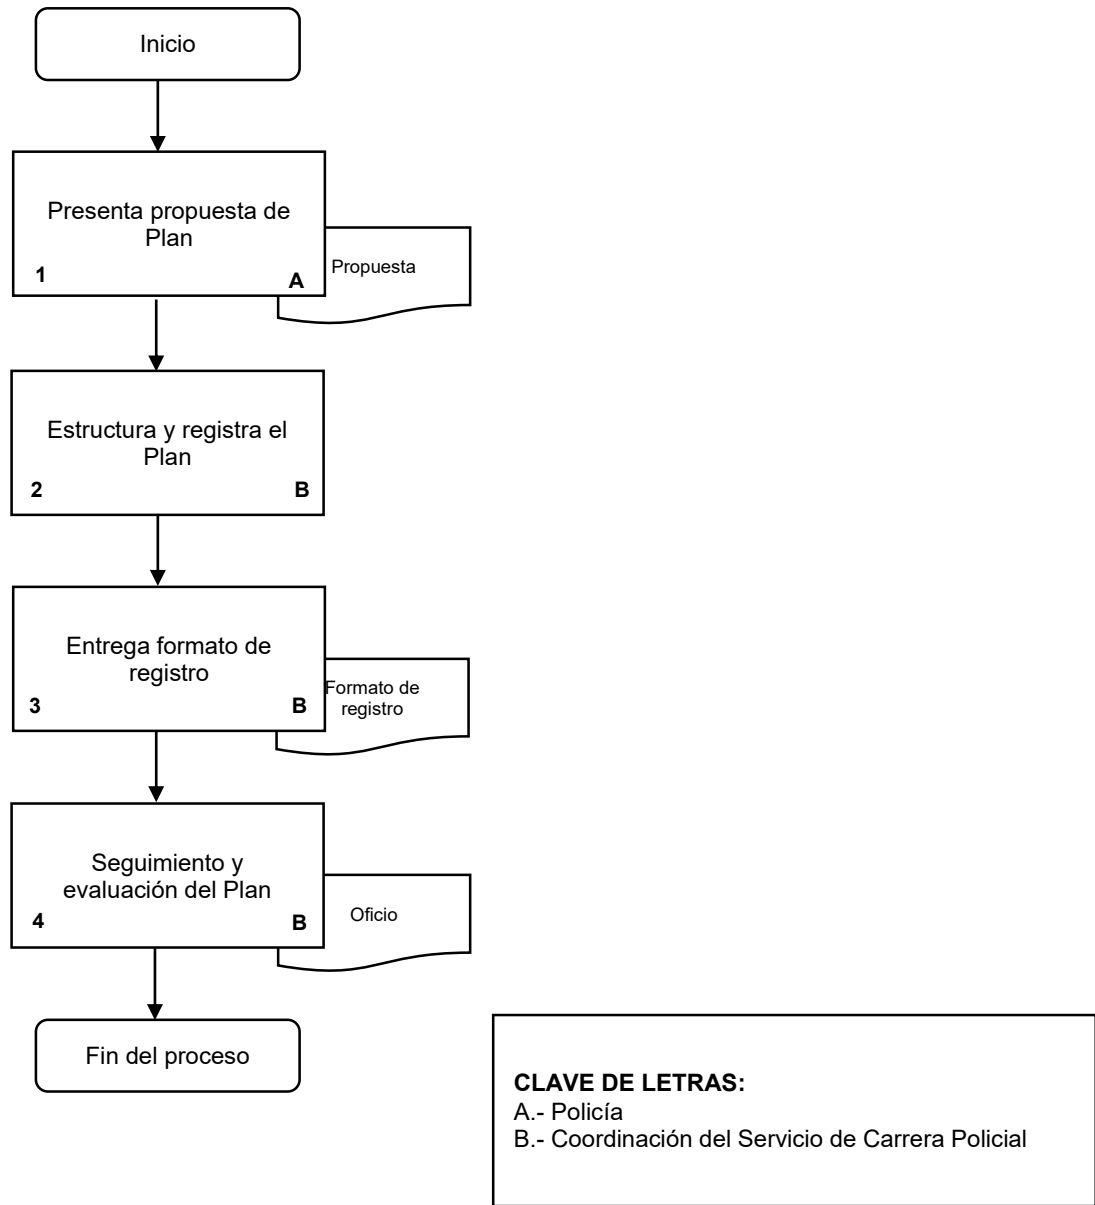 Inicio
Presenta propuesta de
Plan
1
A
Propuesta
Estructura y registra el
Plan
2
B
Entrega formato de
registro
3
B
Formato de
registro
Seguimiento y
evaluación del Plan
4
B
Oficio
Fin del proceso
CLAVE DE LETRAS:
A.- Policía
B.- Coordinación del Servicio de Carrera Policial